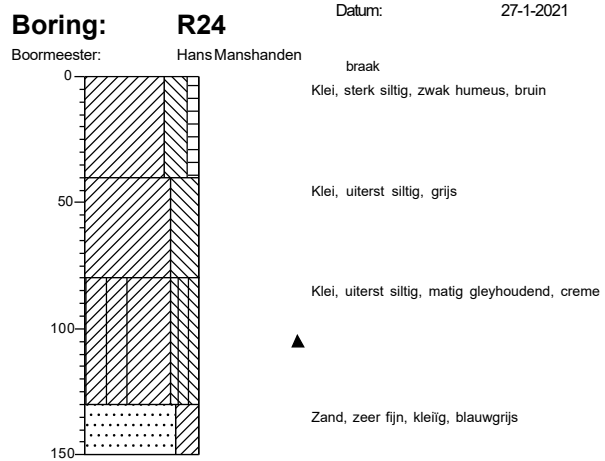 Boring: R24
Datum: 27-1-2021
Boormeester: Hans Manshanden
braak
0
Klei, sterk siltig, zwak humeus, bruin
50
Klei, uiterst siltig, grijs
Klei, uiterst siltig, matig gleyhoudend, creme
100
Zand, zeer fijn, kleiïg, blauwgrijs
150